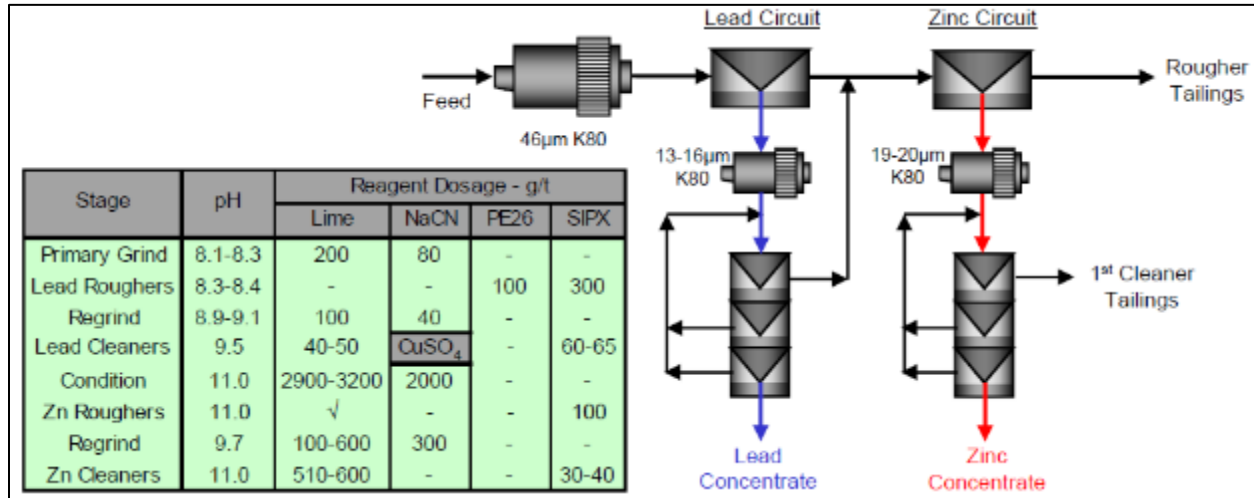 Lead Circuit
Zinc Circuit
Feed
46µm K80
Rougher
Tailings
13-16µm
K80
19-20µm
K80
1st Cleaner
Tailings
Lead
Concentrate
Zinc
Concentrate
Stage pH Reagent Dosage - g/t
Lime NaCN PE26 SIPX
Primary Grind 8.1-8.3 200 80 - -
Lead Roughers 8.3-8.4 - - 100 300
Regrind 8.9-9.1 100 40 - -
Lead Cleaners 9.5 40-50 CuSO4 - 60-65
Condition 11.0 2900-3200 2000 - -
Zn Roughers 11.0 √ - - 100
Regrind 9.7 100-600 300 - -
Zn Cleaners 11.0 510-600 - - 30-40